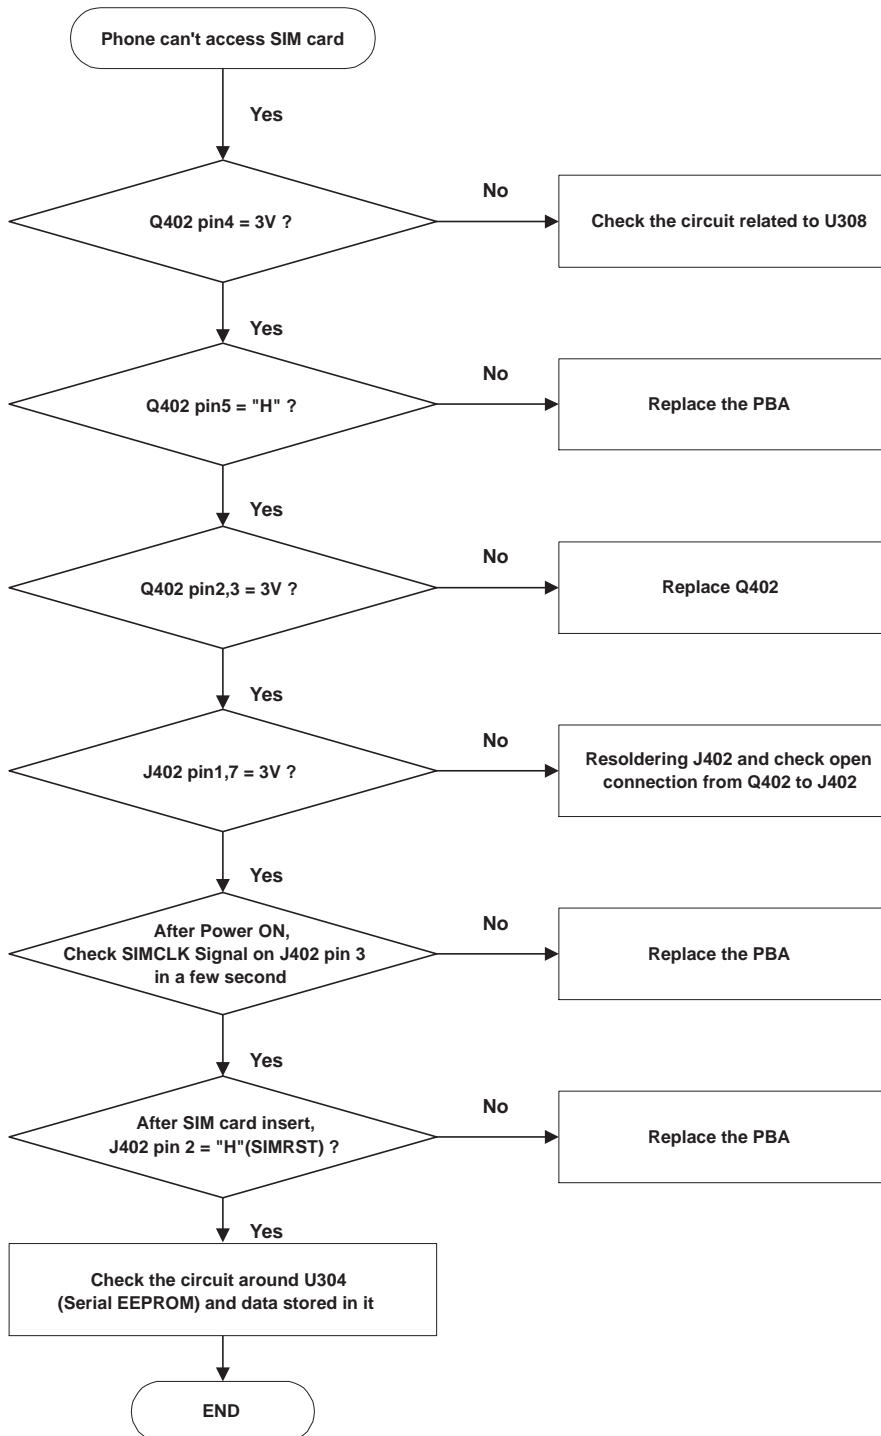 Phone can't access SIM card
Yes
Q402 pin4 = 3V ?
No
Check the circuit related to U308
Yes
Q402 pin5 = "H" ?
No
Replace the PBA
Yes
Q402 pin2,3 = 3V ?
No
Replace Q402
Yes
J402 pin1,7 = 3V ?
No
Resoldering J402 and check open
connection from Q402 to J402
Yes
After Power ON,
Check SIMCLK Signal on J402 pin 3
in a few second
No
Replace the PBA
Yes
After SIM card insert,
J402 pin 2 = "H"(SIMRST) ?
No
Replace the PBA
Yes
Check the circuit around U304
(Serial EEPROM) and data stored in it
END